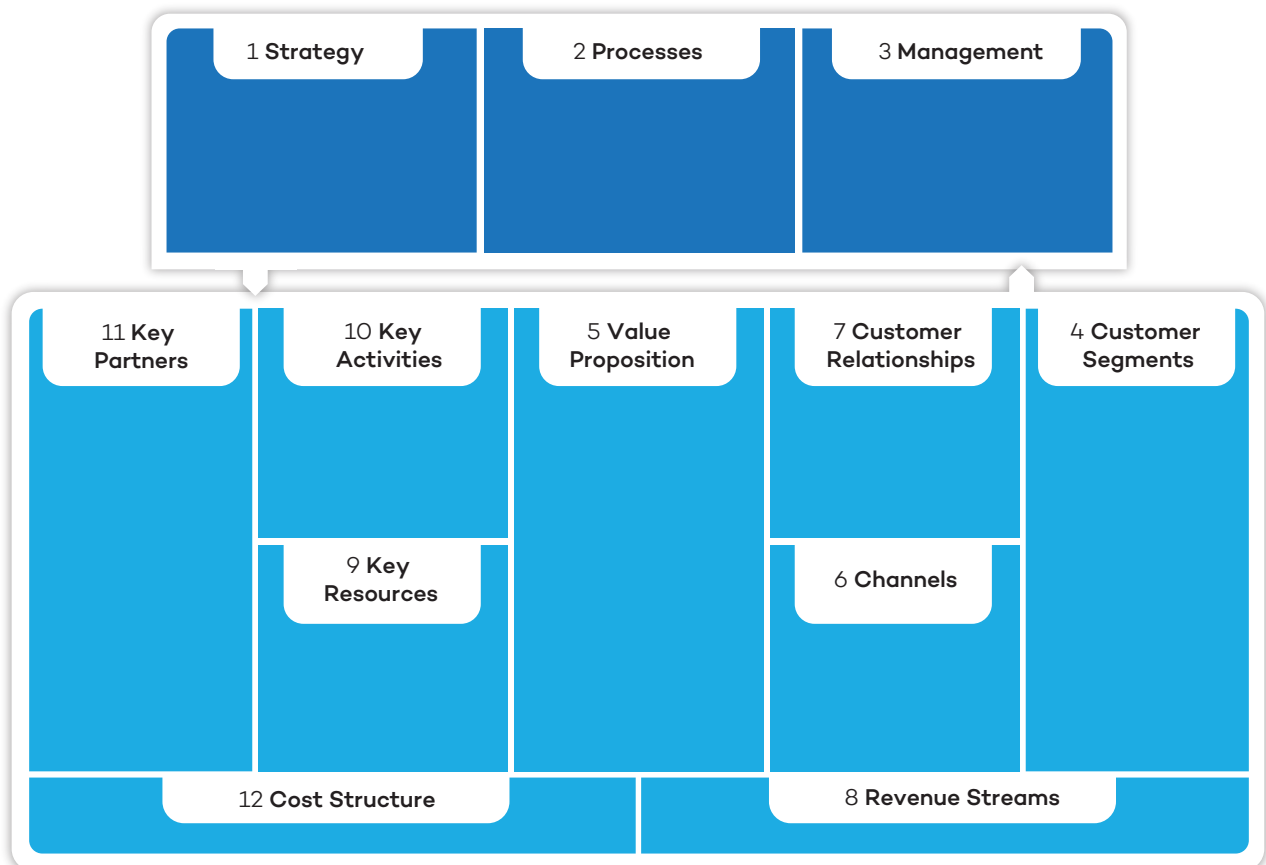 1 Strategy
2 Processes
3 Management
11 Key
Partners
10 Key
Activities
5 Value
Proposition
7 Customer
Relationships
4 Customer
Segments
9 Key
Resources
6 Channels
12 Cost Structure
8 Revenue Streams